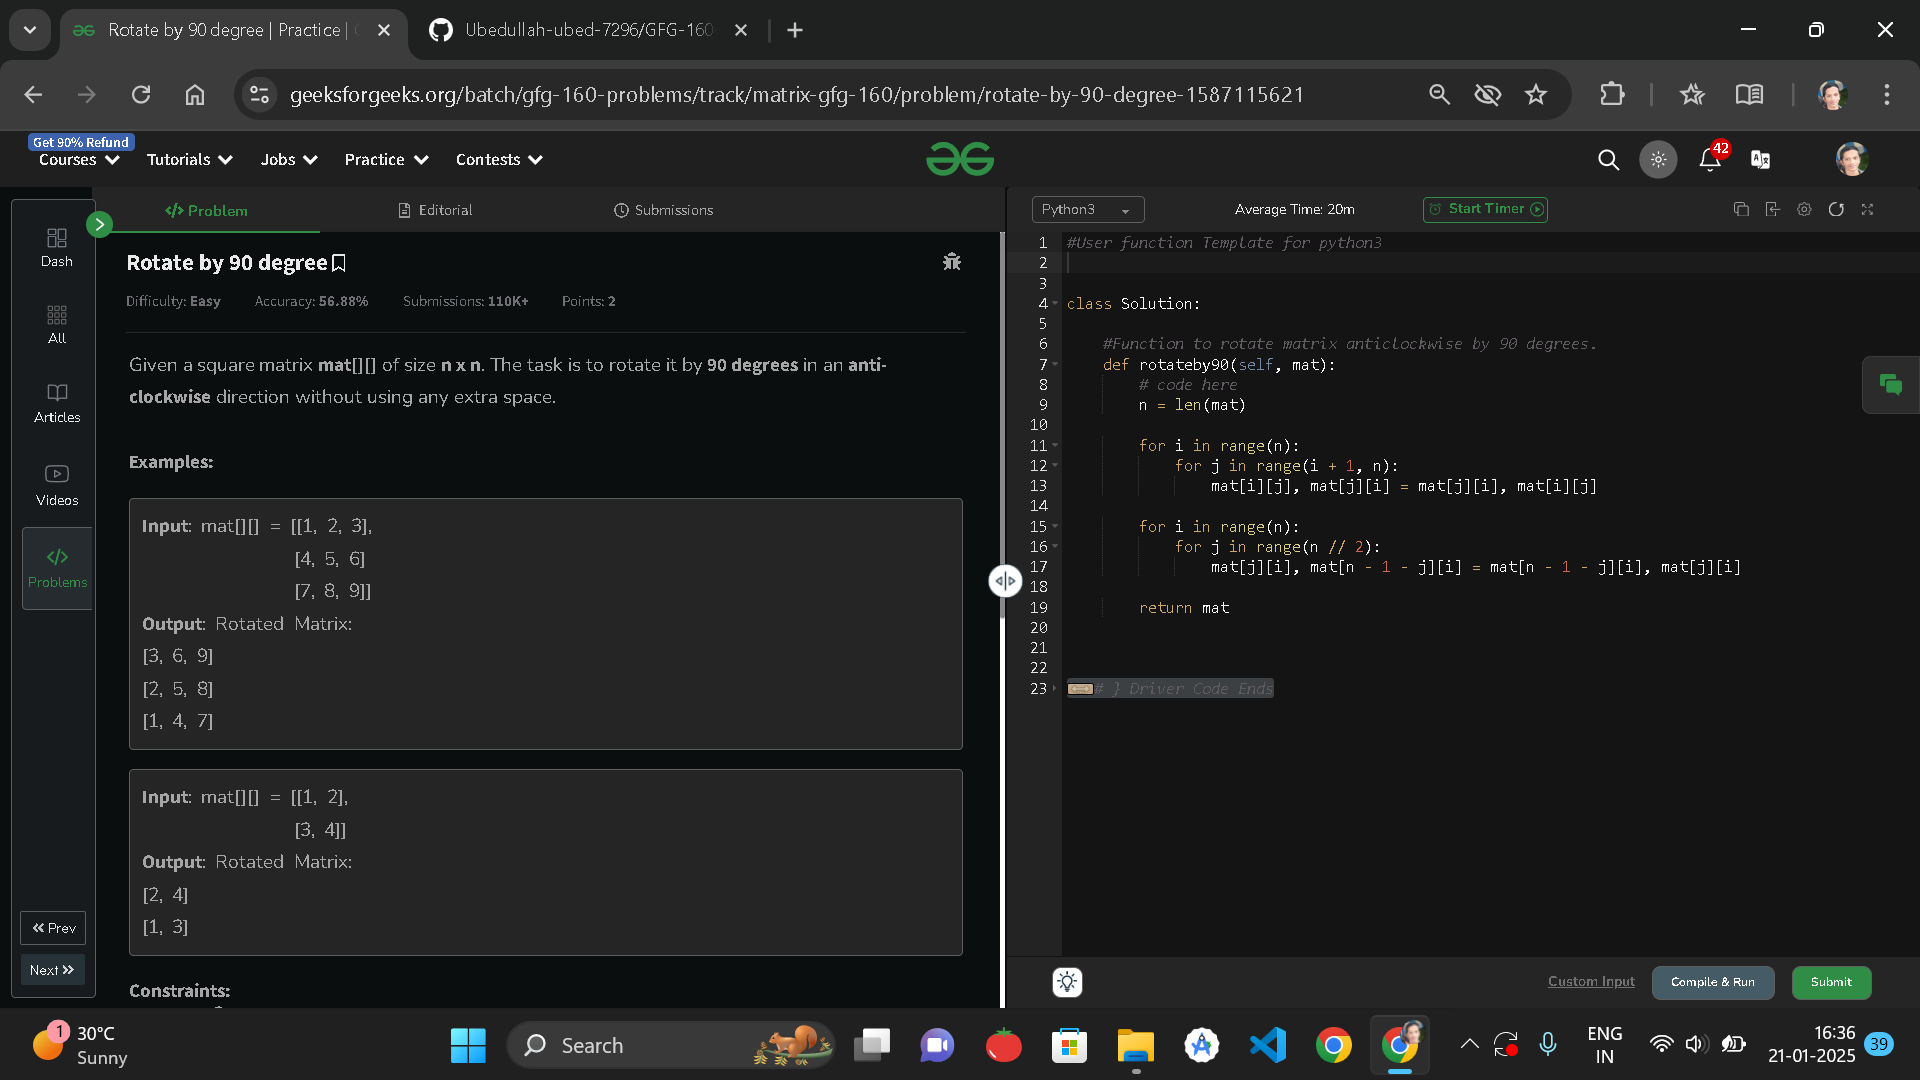 Rotate by 90 degree | Practice |
Ubedullah-ubed-7296/GFG-160
geeksforgeeks.org/batch/gfg-160-problems/track/matrix-gfg-160/problem/rotate-by-90-degree-1587115621
Get 90% Refund
Courses
Tutorials
Jobs
Practice
Contests
42
Dash
All
Articles
Videos
Problems
Prev
Next
Problem
Editorial
Submissions
Rotate by 90 degree
Difficulty: Easy
Accuracy: 56.88%
Submissions: 110K+
Points: 2
Given a square matrix mat[][] of size n x n. The task is to rotate it by 90 degrees in an anti-
clockwise direction without using any extra space.
Examples:
Input: mat[][] = [[1, 2, 3],
[4, 5, 6]
[7, 8, 9]]
Output: Rotated Matrix:
[3, 6, 9]
[2, 5, 8]
[1, 4, 7]
Input: mat[][] = [[1, 2],
[3, 4]]
Output: Rotated Matrix:
[2, 4]
[1, 3]
Constraints:
Python3
Average Time: 20m
Start Timer
1 #User function Template for python3
2
3
4 class Solution:
5
6 #Function to rotate matrix anticlockwise by 90 degrees.
7 def rotateby90(self, mat):
8 # code here
9 n = len(mat)
10
11 for i in range(n):
12 for j in range(i + 1, n):
13 mat[i][j], mat[j][i] = mat[j][i], mat[i][j]
14
15 for i in range(n):
16 for j in range(n // 2):
17 mat[j][i], mat[n - 1 - j][i] = mat[n - 1 - j][i], mat[j][i]
18
19 return mat
20
21
22
23 # } Driver Code Ends
Custom Input
Compile & Run
Submit
1
30°C
Sunny
Search
ENG
IN
16:36
21-01-2025
39